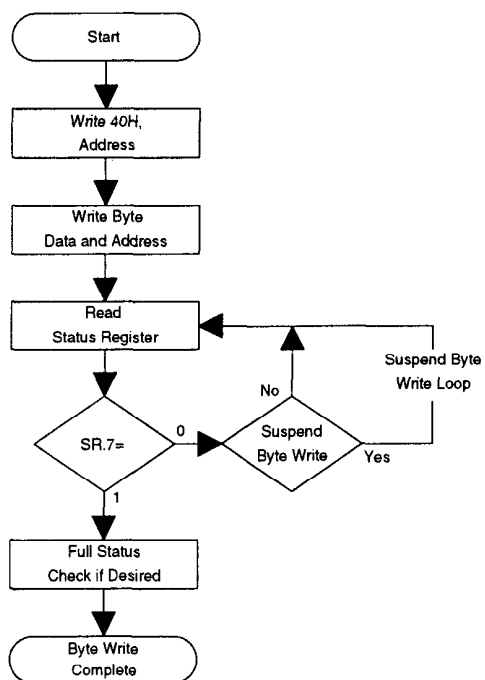 Start
Write 40H,
Address
Write Byte
Data and Address
Read
Status Register
Suspend Byte
Write Loop
No
SR.7=
0
Suspend
Byte Write
Yes
1
Full Status
Check if Desired
Byte Write
Complete